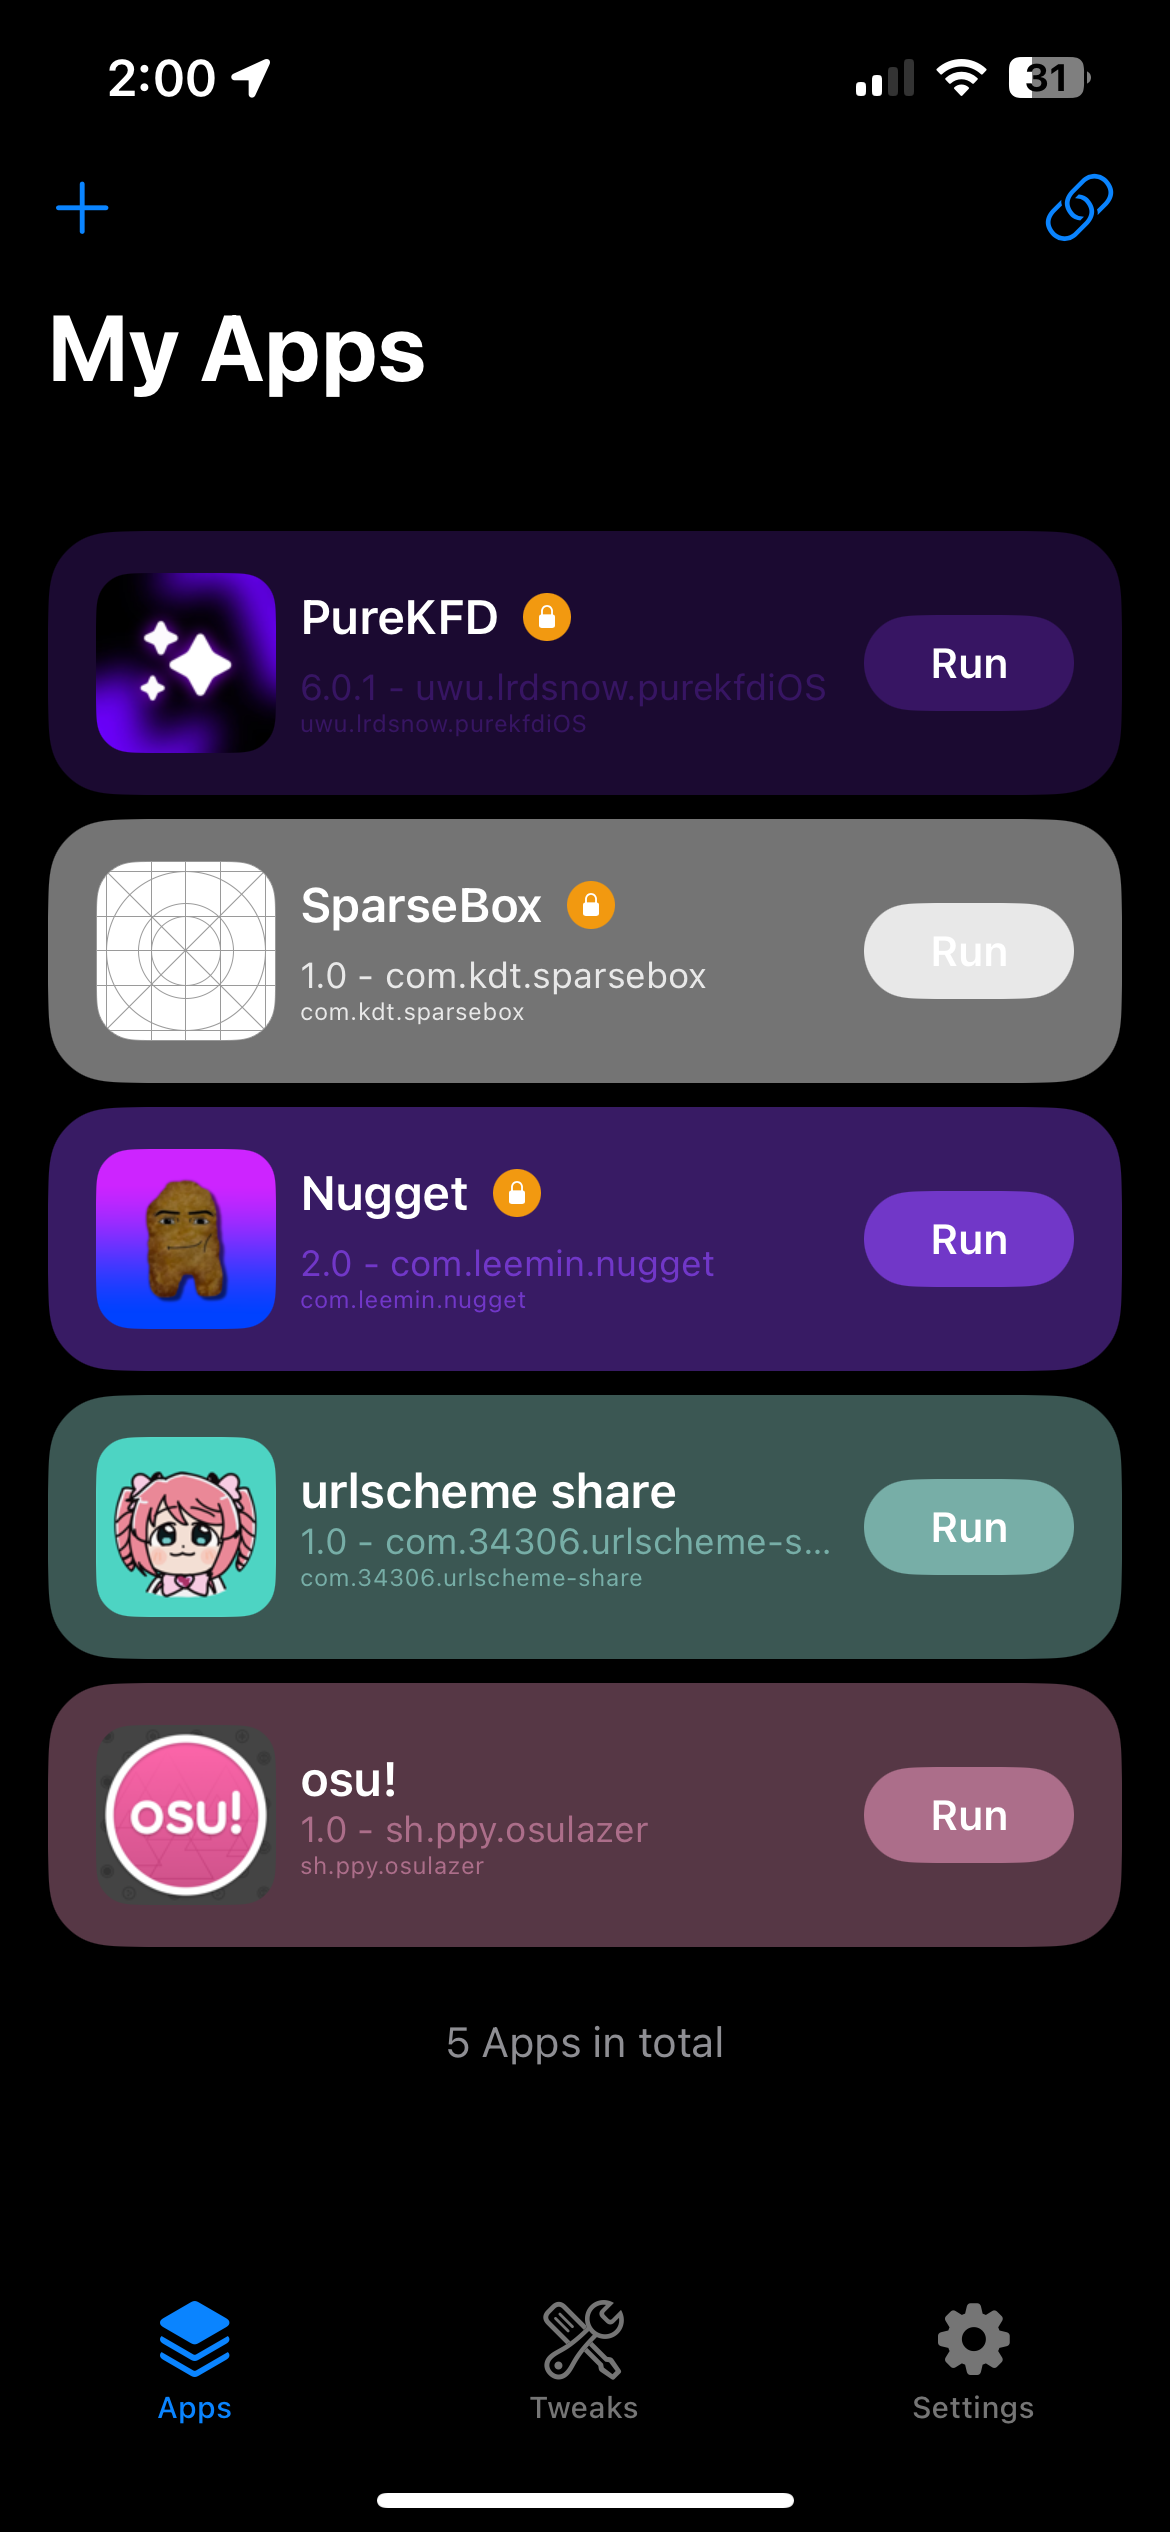 2:00
31
My Apps
PureKFD
6.0.1 - uwu.lrdsnow.purekfdiOS
uwu.lrdsnow.purekfdiOS
Run
SparseBox
1.0 - com.kdt.sparsebox
com.kdt.sparsebox
Run
Nugget
2.0 - com.leemin.nugget
com.leemin.nugget
Run
urlscheme share
1.0 - com.34306.urlscheme-s...
com.34306.urlscheme-share
Run
osu!
osu!
1.0 - sh.ppy.osulazer
sh.ppy.osulazer
Run
5 Apps in total
Apps
Tweaks
Settings